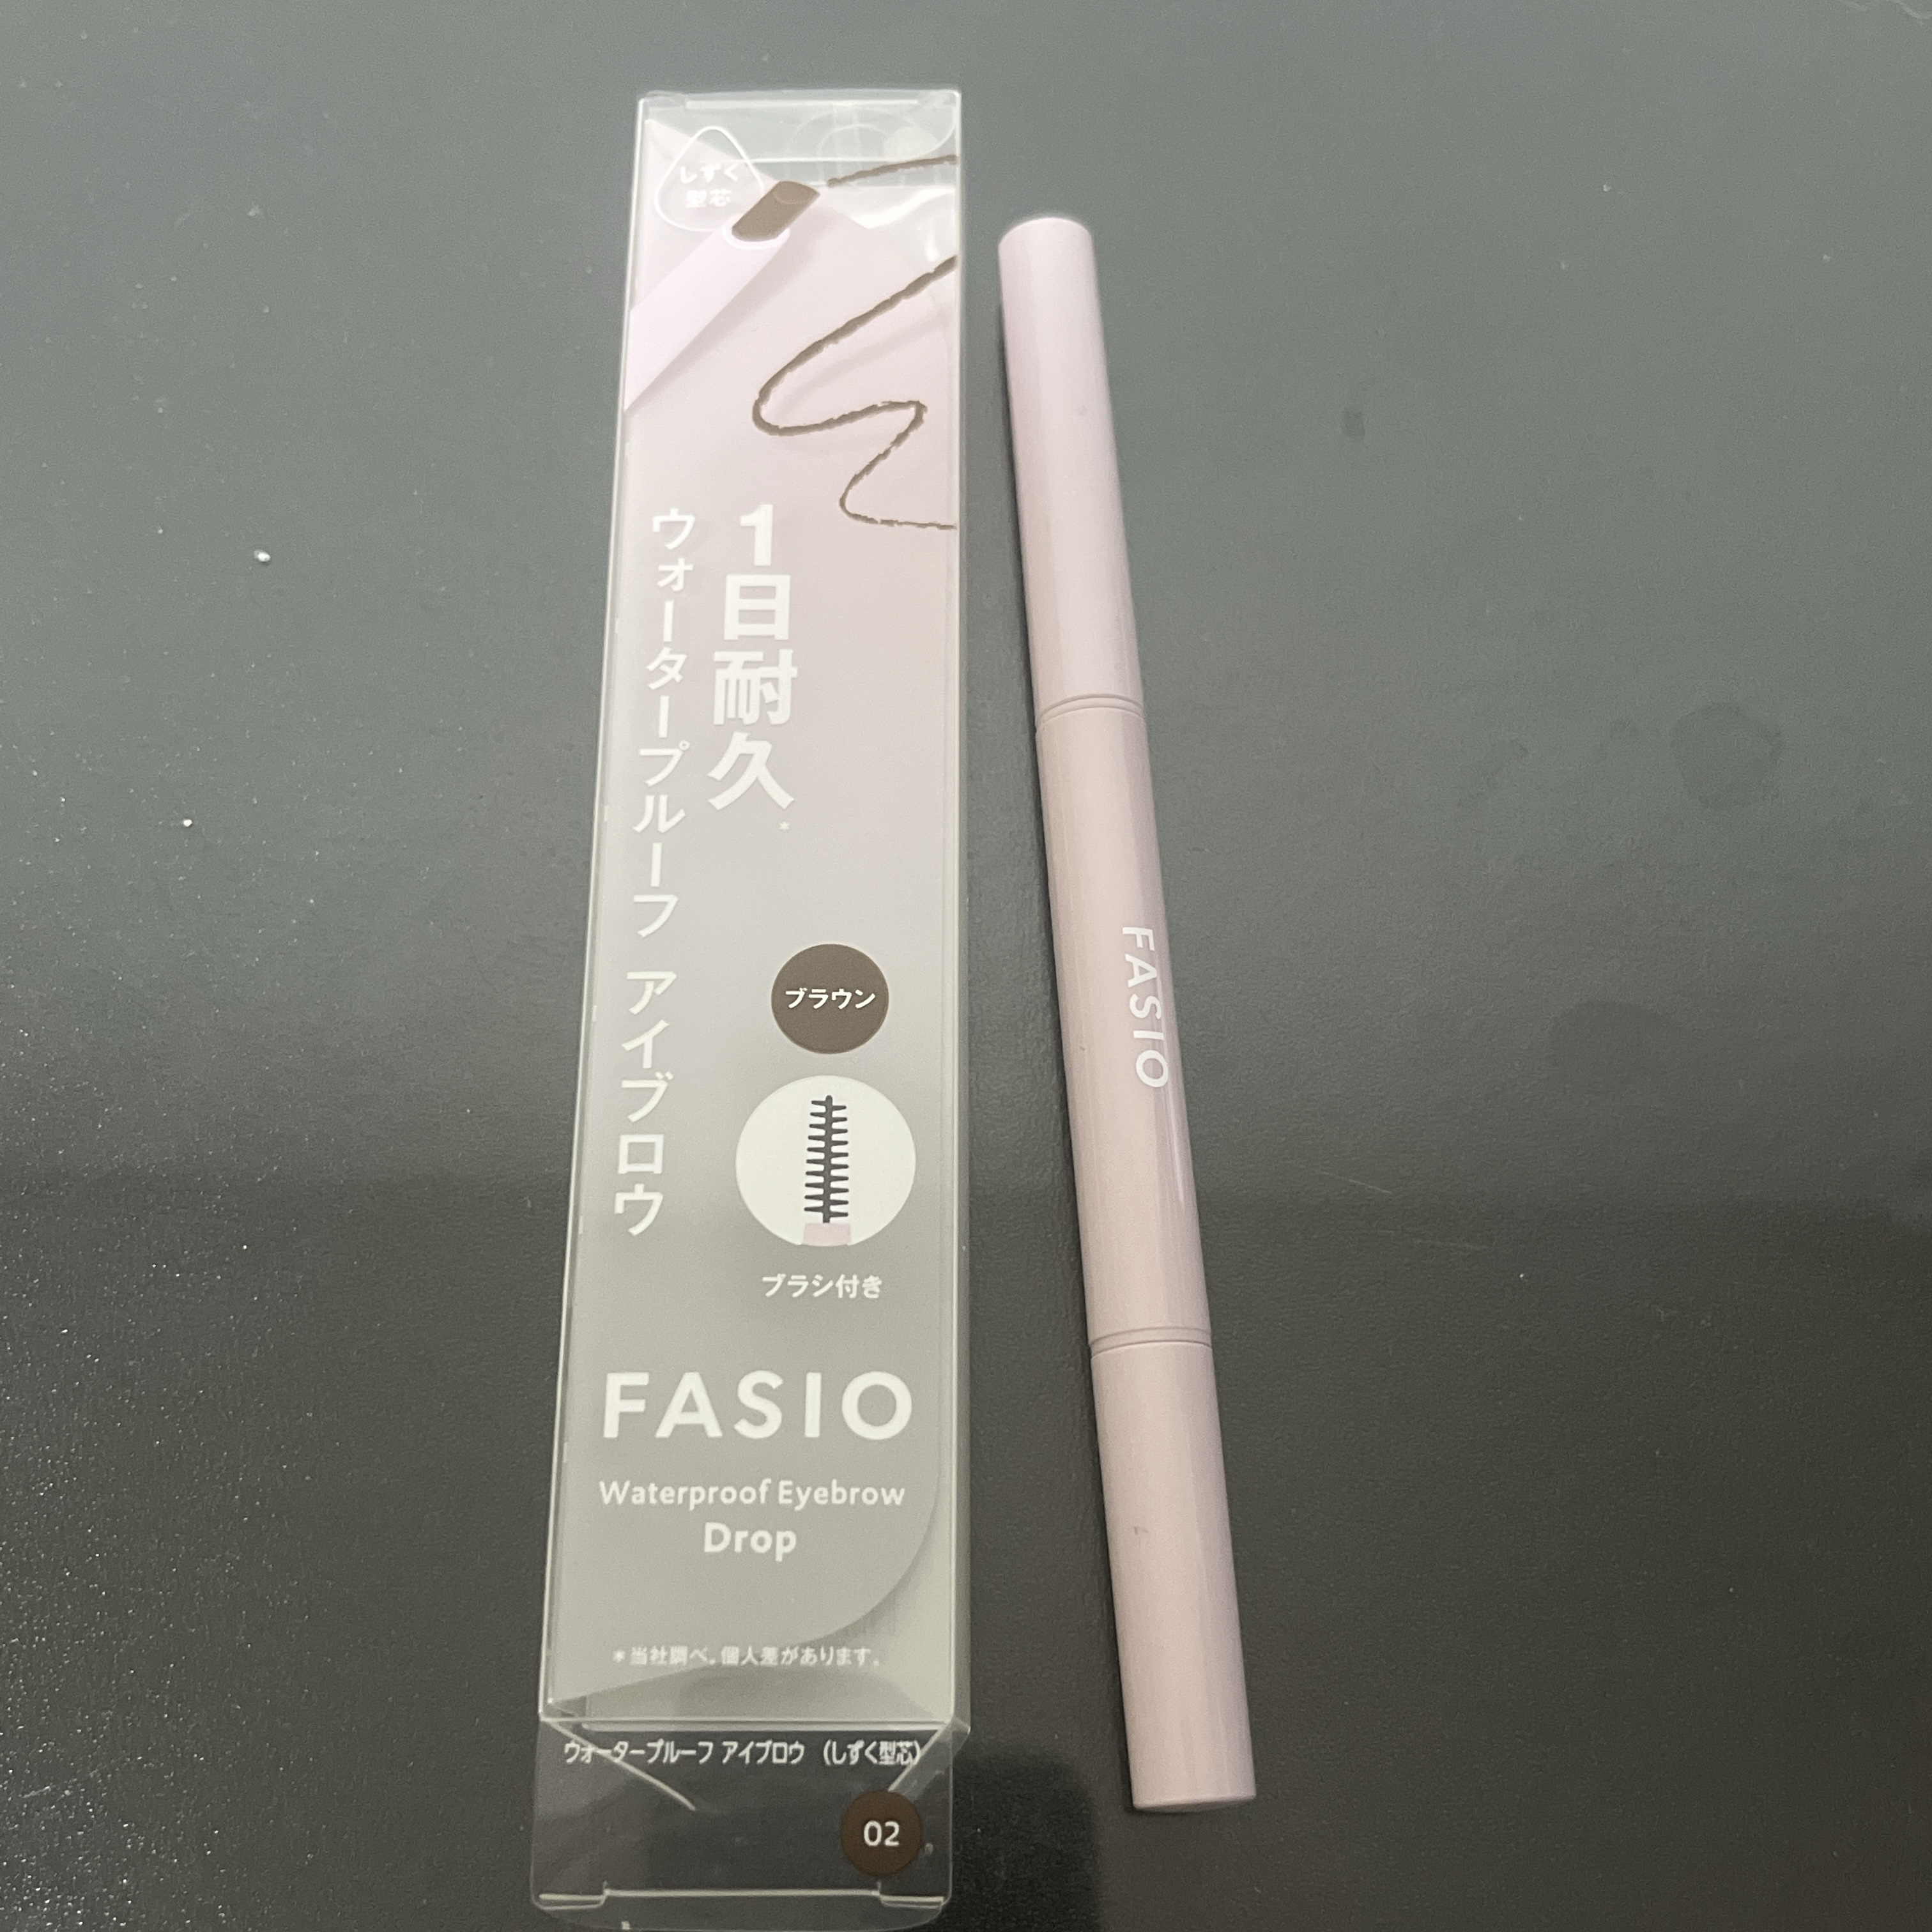 しずく
型芯
1日耐久*
ウォータープルーフ アイブロウ
ブラウン
ブラシ付き
FASIO
Waterproof Eyebrow
Drop
*当社調べ。個人差があります。
ウォータープルーフ アイブロウ (しずく型芯)
02
FASIO